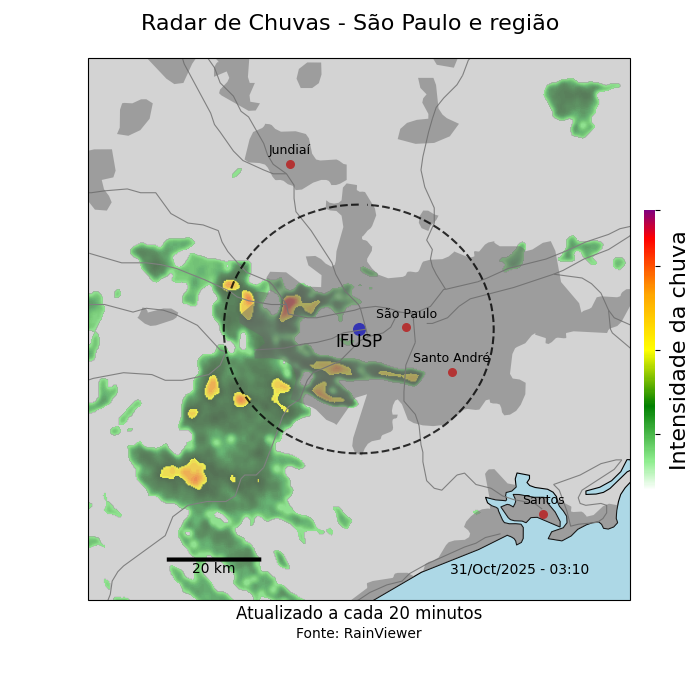 Radar de Chuvas - São Paulo e região
Jundiaí
São Paulo
IFUSP
Santo André
Santos
20 km
31/Oct/2025 - 03:10
Intensidade da chuva
Atualizado a cada 20 minutos
Fonte: RainViewer